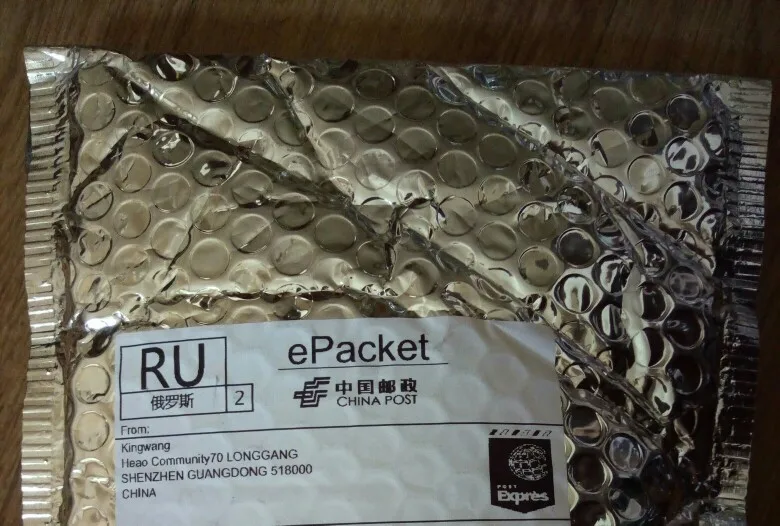 RU
俄罗斯 2
ePacket
中国邮政
CHINA POST
From:
Kingwang
Heao Community70 LONGGANG
SHENZHEN GUANGDONG 518000
CHINA
POST
Exprès